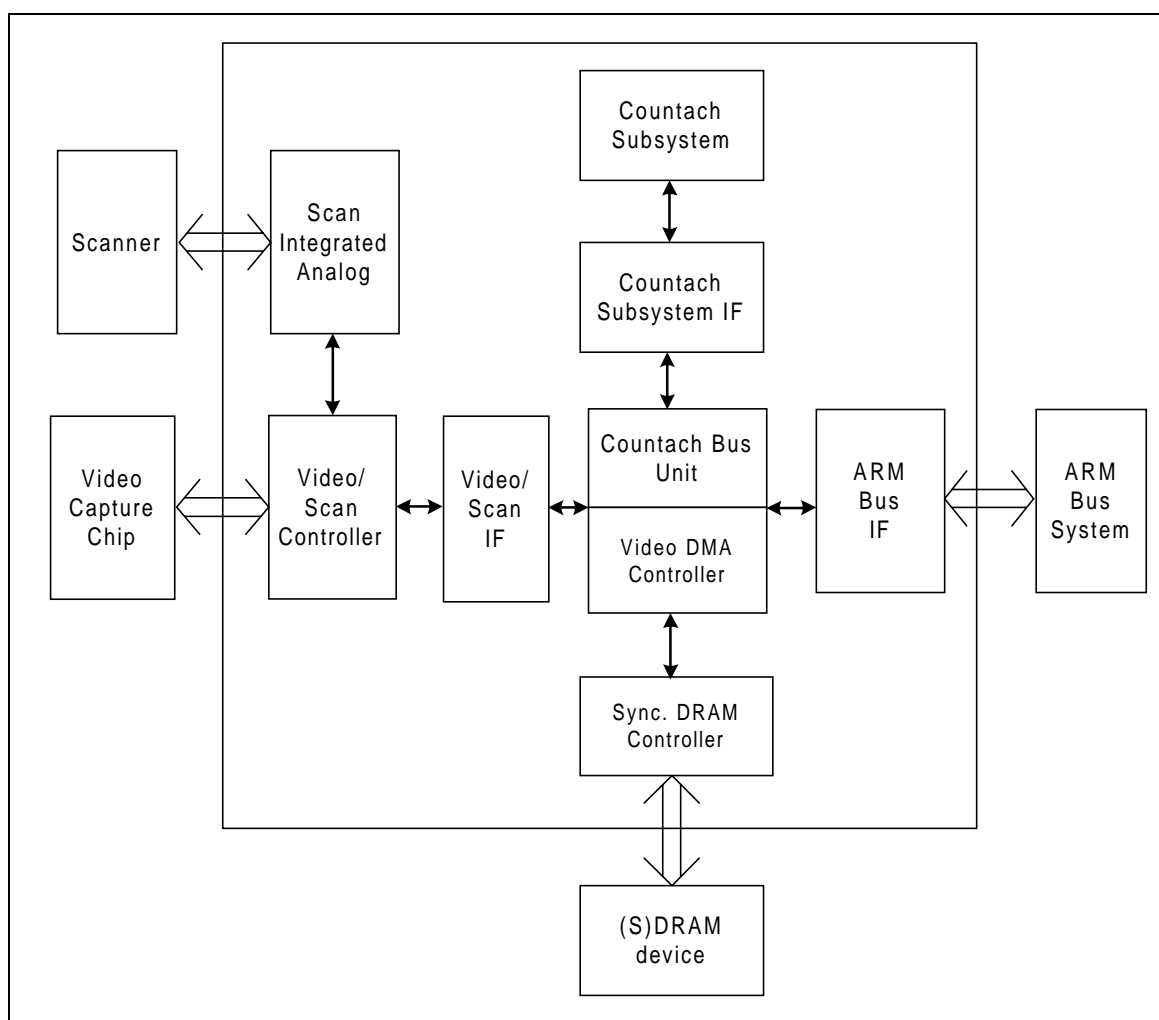 Countach
Subsystem
Scanner
Scan
Integrated
Analog
Countach
Subsystem IF
Video
Capture
Chip
Video/
Scan
Controller
Video/
Scan
IF
Countach Bus
Unit
Video DMA
Controller
ARM
Bus
IF
ARM
Bus
System
Sync. DRAM
Controller
(S)DRAM
device